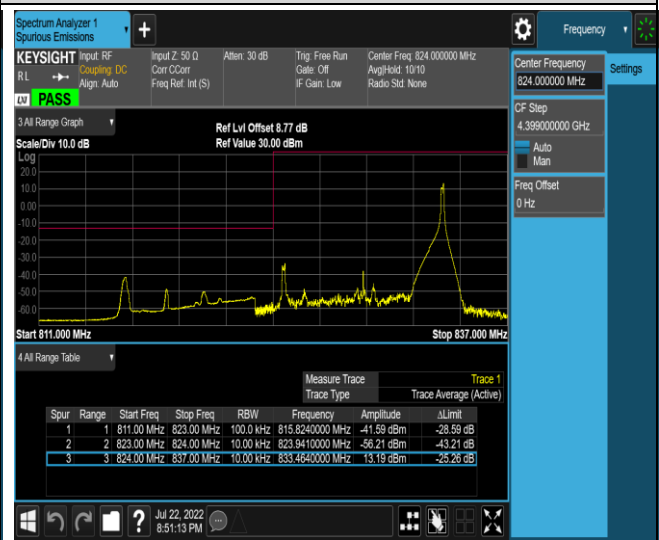 Spectrum Analyzer 1
Spurious Emissions
+
Frequency
KEYSIGHT Input: RF Input Z: 50 Ω Atten: 30 dB Trig: Free Run Center Freq: 824.000000 MHz
RL Coupling: DC Corr CCorr Gate: Off Avg|Hold: 10/10
Align: Auto Freq Ref: Int (S) IF Gain: Low Radio Std: None
LXI PASS
Center Frequency
824.000000 MHz
Settings
CF Step
4.399000000 GHz
Auto
Man
Freq Offset
0 Hz
3 All Range Graph
Ref Lvl Offset 8.77 dB
Scale/Div 10.0 dB Ref Value 30.00 dBm
Log
20.0
10.0
0.00
-10.0
-20.0
-30.0
-40.0
-50.0
-60.0
Start 811.000 MHz Stop 837.000 MHz
4 All Range Table
Measure Trace Trace 1
Trace Type Trace Average (Active)
Spur Range Start Freq Stop Freq RBW Frequency Amplitude ΔLimit
1 1 811.00 MHz 823.00 MHz 100.0 kHz 815.8240000 MHz -41.59 dBm -28.59 dB
2 2 823.00 MHz 824.00 MHz 10.00 kHz 823.9410000 MHz -56.21 dBm -43.21 dB
3 3 824.00 MHz 837.00 MHz 10.00 kHz 833.4640000 MHz 13.19 dBm -25.26 dB
? Jul 22, 2022
8:51:13 PM